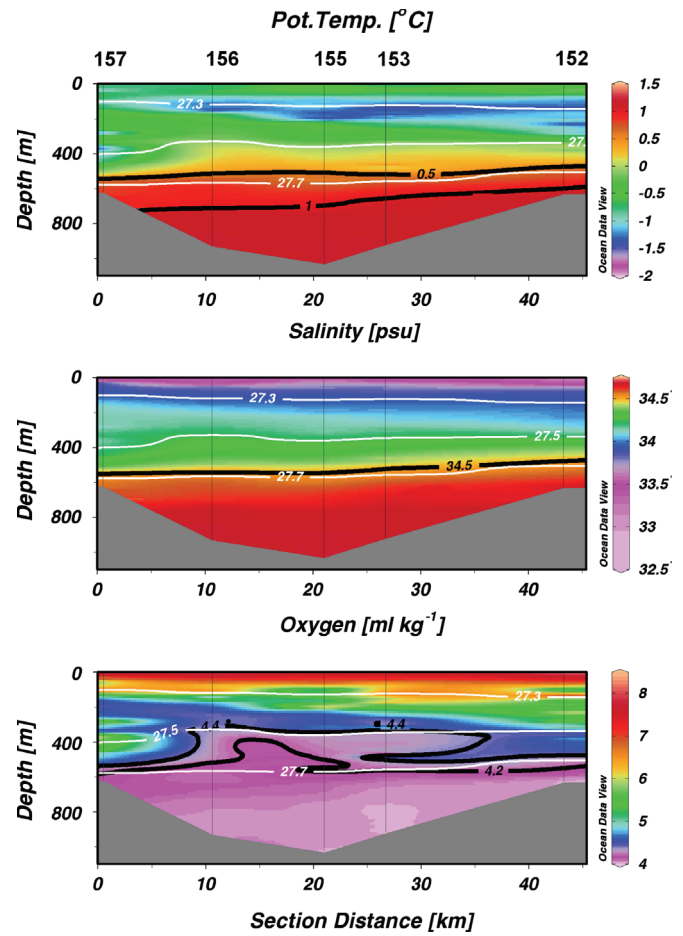 Pot.Temp. [°C]
157 156 155 153 152
0
400
800
Depth [m]
27.3
27.
0.5
27.7
1
1.5
1
0.5
0
-0.5
-1
-1.5
-2
Ocean Data View
0 10 20 30 40
Salinity [psu]
0
400
800
Depth [m]
27.3
27.5
34.5
27.7
34.5
34
33.5
33
32.5
Ocean Data View
0 10 20 30 40
Oxygen [ml kg-1]
0
400
800
Depth [m]
27.3
4.4 4.4
27.5
27.7
4.2
8
7
6
5
4
Ocean Data View
0 10 20 30 40
Section Distance [km]